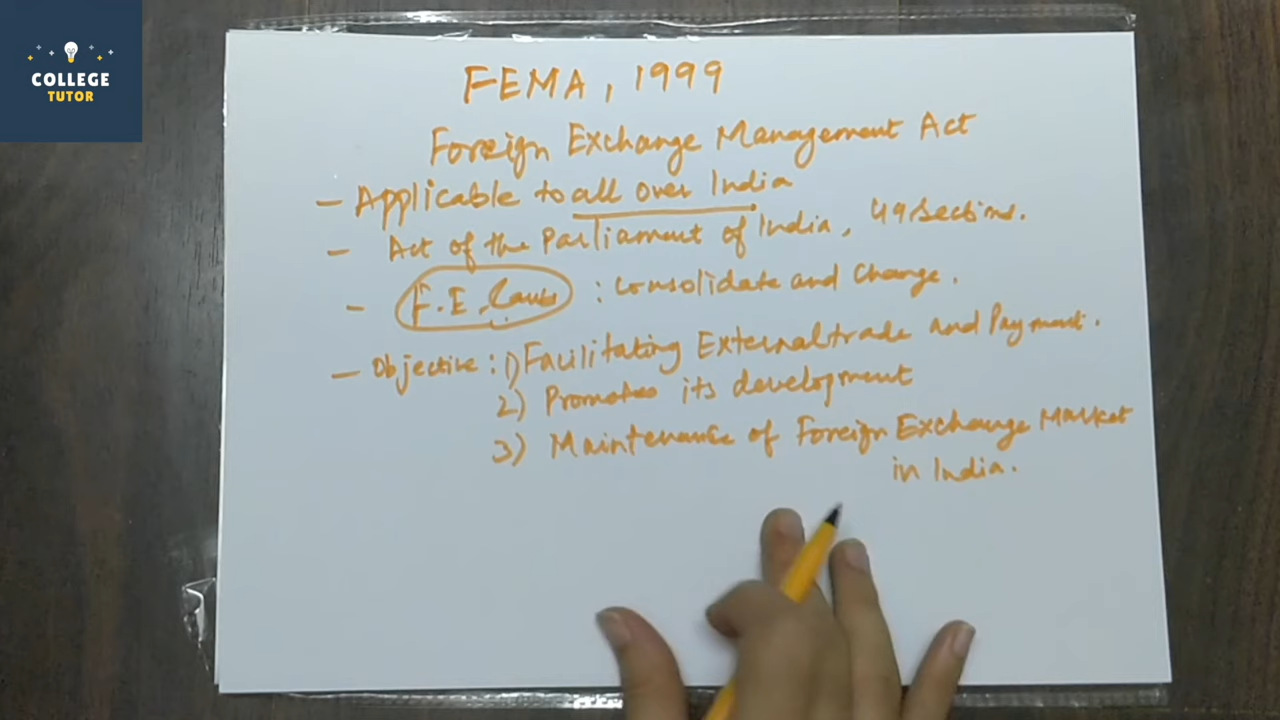 COLLEGE
TUTOR
FEMA, 1999
Foreign Exchange Management Act
- Applicable to all over India
- Act of the Parliament of India, 49 Sections.
- F.E. Laws : Consolidate and Change.
- Objective : 1) Facilitating External trade and Payment.
2) Promotes its development
3) Maintenance of Foreign Exchange Market
in India.